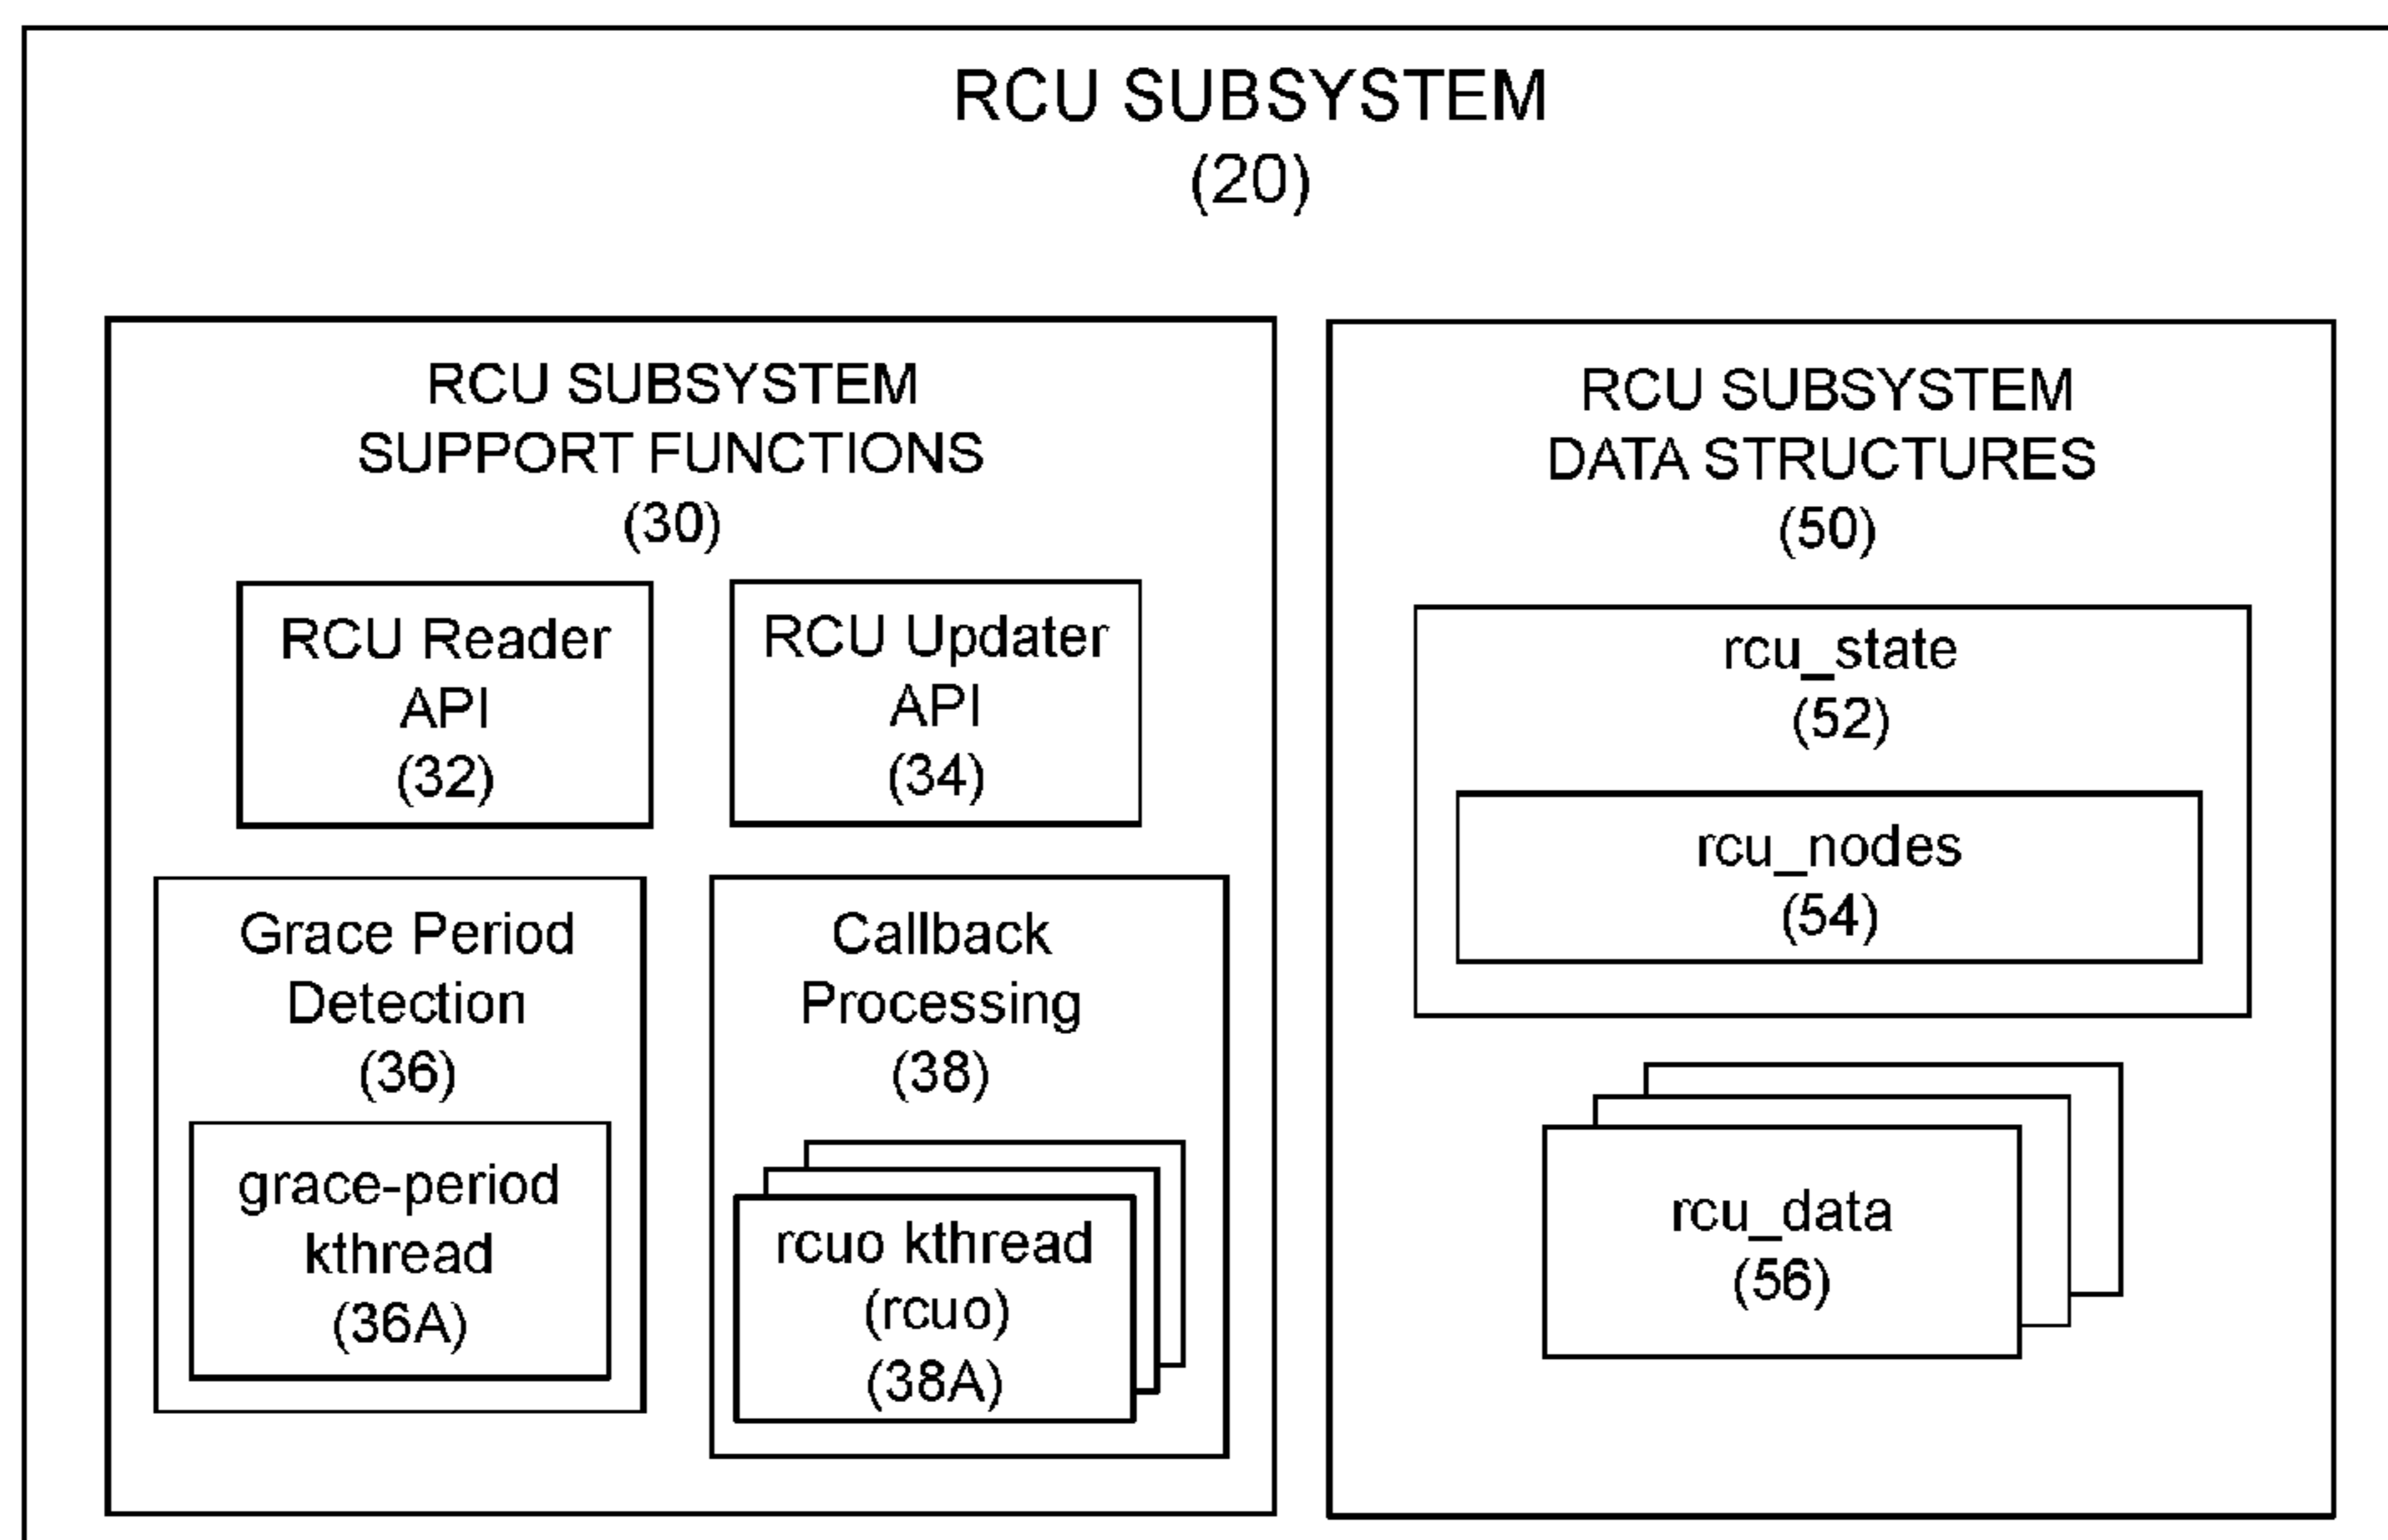 RCU SUBSYSTEM
(20)
RCU SUBSYSTEM
SUPPORT FUNCTIONS
(30)
RCU Reader
API
(32)
RCU Updater
API
(34)
Grace Period
Detection
(36)
grace-period
kthread
(36A)
Callback
Processing
(38)
rcuo kthread
(rcuo)
(38A)
RCU SUBSYSTEM
DATA STRUCTURES
(50)
rcu_state
(52)
rcu_nodes
(54)
rcu_data
(56)